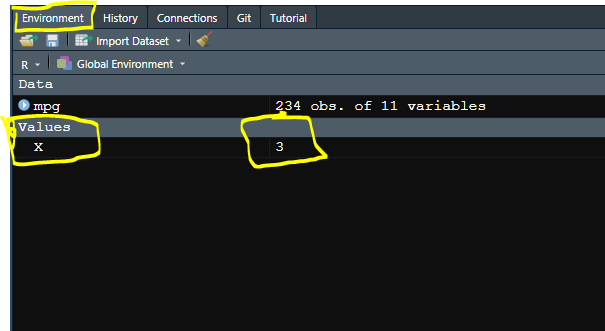 Environment History Connections Git Tutorial
Import Dataset
R Global Environment
Data
mpg 234 obs. of 11 variables
Values
X 3